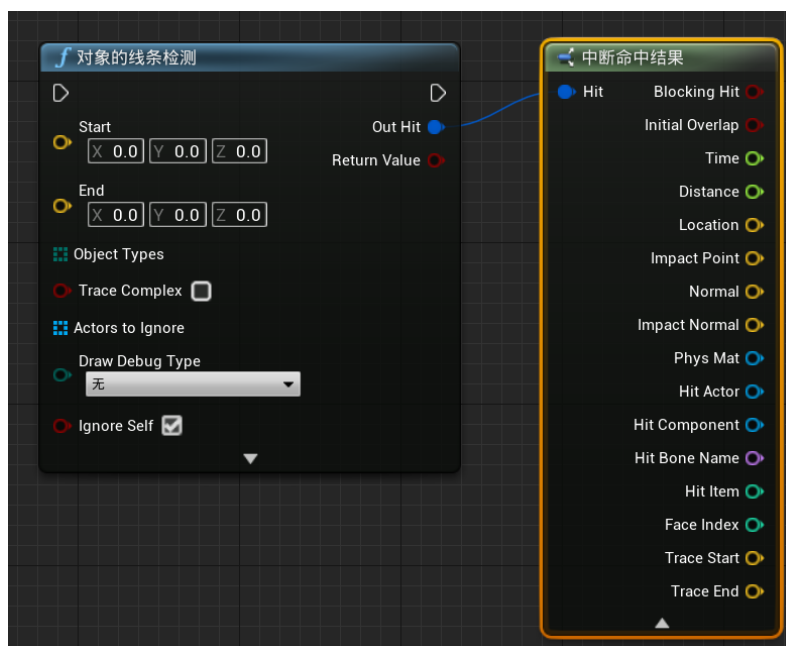 对象的线条检测
Start
X 0.0 Y 0.0 Z 0.0
End
X 0.0 Y 0.0 Z 0.0
Object Types
Trace Complex
Actors to Ignore
Draw Debug Type
无
Ignore Self
Out Hit
Return Value
中断命中结果
Hit
Blocking Hit
Initial Overlap
Time
Distance
Location
Impact Point
Normal
Impact Normal
Phys Mat
Hit Actor
Hit Component
Hit Bone Name
Hit Item
Face Index
Trace Start
Trace End